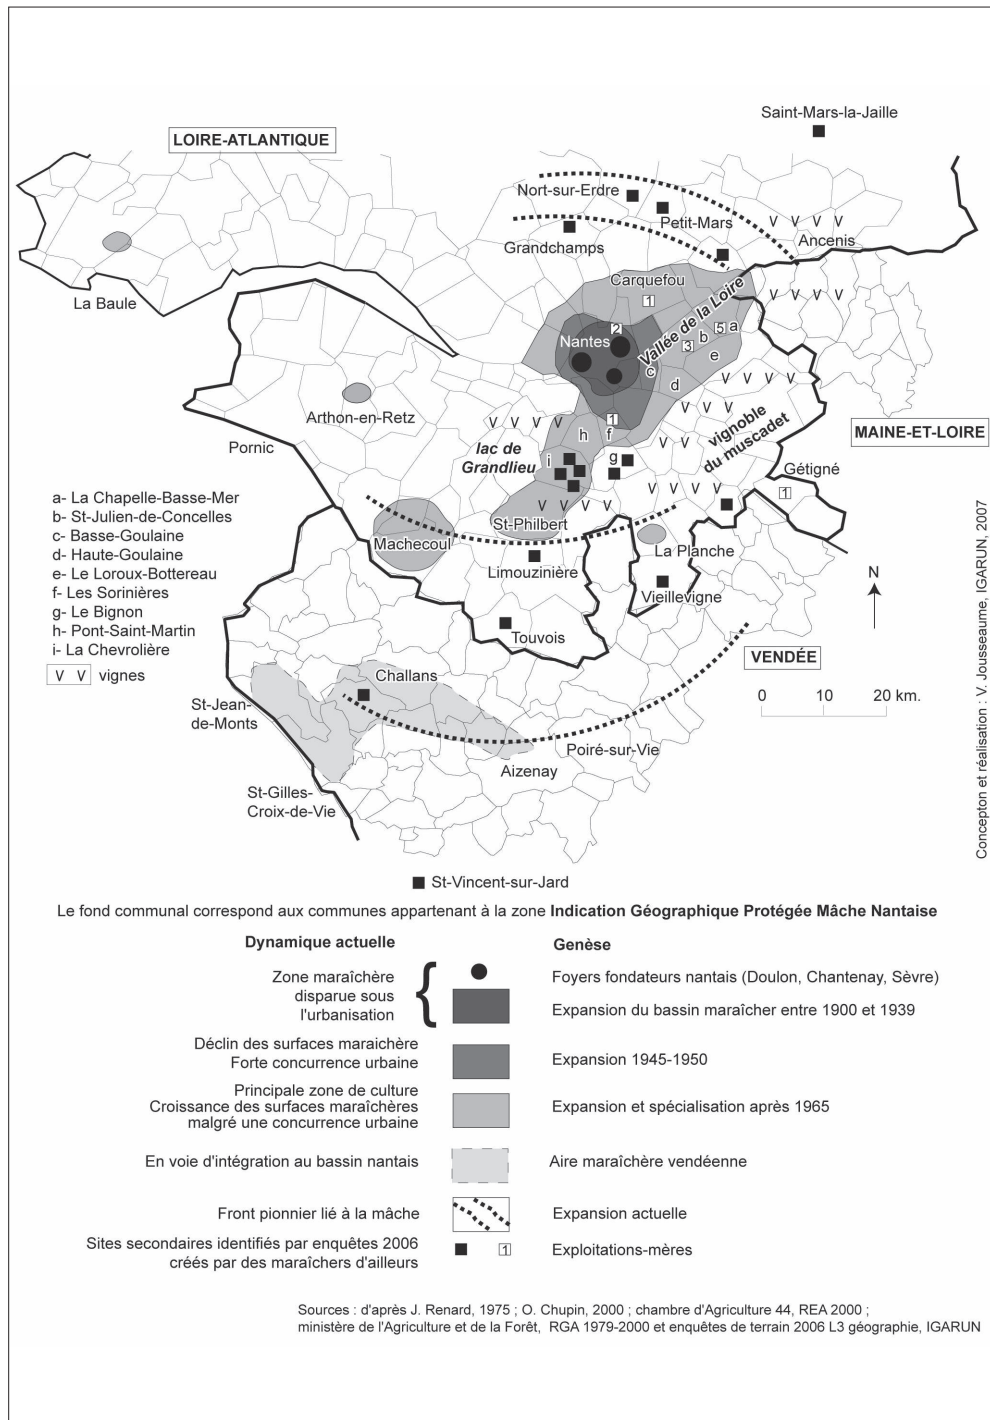 Saint-Mars-la-Jaille
LOIRE-ATLANTIQUE
Nort-sur-Erdre
Petit-Mars
V V V V
Ancenis
Grandchamps
Carquefou
La Baule
1
V V V V
Vallée de la Loire
2
Nantes
5 a
b
3
e
c
d
V V V V
Arthon-en-Retz
V V V V
1
V V V
h
f
vignoble
du muscadet
MAINE-ET-LOIRE
Pornic
lac de
Grandlieu
V V
i
g
Gétigné
1
V V V V
V V V V
St-Philbert
Machecoul
La Planche
Limouzinière
Vieillevigne
Touvois
N
a- La Chapelle-Basse-Mer
b- St-Julien-de-Concelles
c- Basse-Goulaine
d- Haute-Goulaine
e- Le Loroux-Bottereau
f- Les Sorinières
g- Le Bignon
h- Pont-Saint-Martin
i- La Chevrolière
V V vignes
VENDÉE
Challans
0 10 20 km.
St-Jean-
de-Monts
Poiré-sur-Vie
Aizenay
St-Gilles-
Croix-de-Vie
St-Vincent-sur-Jard
Concepton et réalisation : V. Jousseaume, IGARUN, 2007
Le fond communal correspond aux communes appartenant à la zone Indication Géographique Protégée Mâche Nantaise
Dynamique actuelle
Genèse
Zone maraîchère
disparue sous
l'urbanisation
{
Foyers fondateurs nantais (Doulon, Chantenay, Sèvre)
Expansion du bassin maraîcher entre 1900 et 1939
Déclin des surfaces maraichère
Forte concurrence urbaine
Expansion 1945-1950
Principale zone de culture
Croissance des surfaces maraîchères
malgré une concurrence urbaine
Expansion et spécialisation après 1965
En voie d'intégration au bassin nantais
Aire maraîchère vendéenne
Front pionnier lié à la mâche
Expansion actuelle
Sites secondaires identifiés par enquêtes 2006
créés par des maraîchers d'ailleurs
1
Exploitations-mères
Sources : d'après J. Renard, 1975 ; O. Chupin, 2000 ; chambre d'Agriculture 44, REA 2000 ;
ministère de l'Agriculture et de la Forêt, RGA 1979-2000 et enquêtes de terrain 2006 L3 géographie, IGARUN